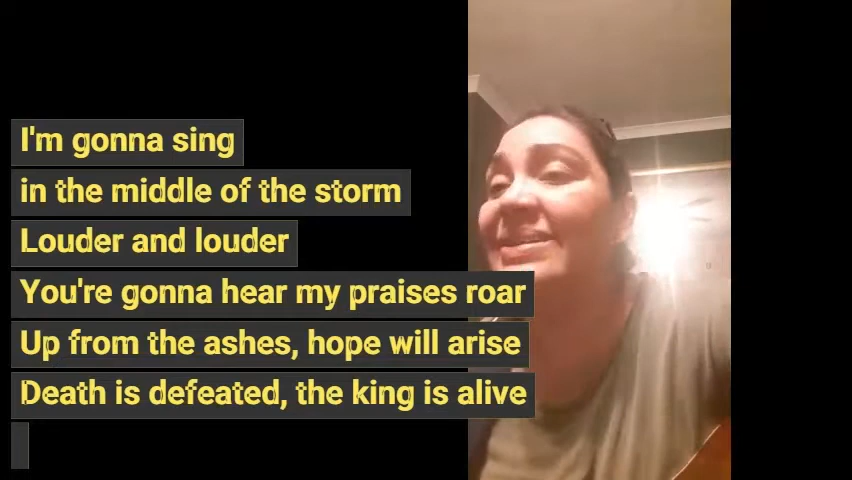 I'm gonna sing
in the middle of the storm
Louder and louder
You're gonna hear my praises roar
Up from the ashes, hope will arise
Death is defeated, the king is alive